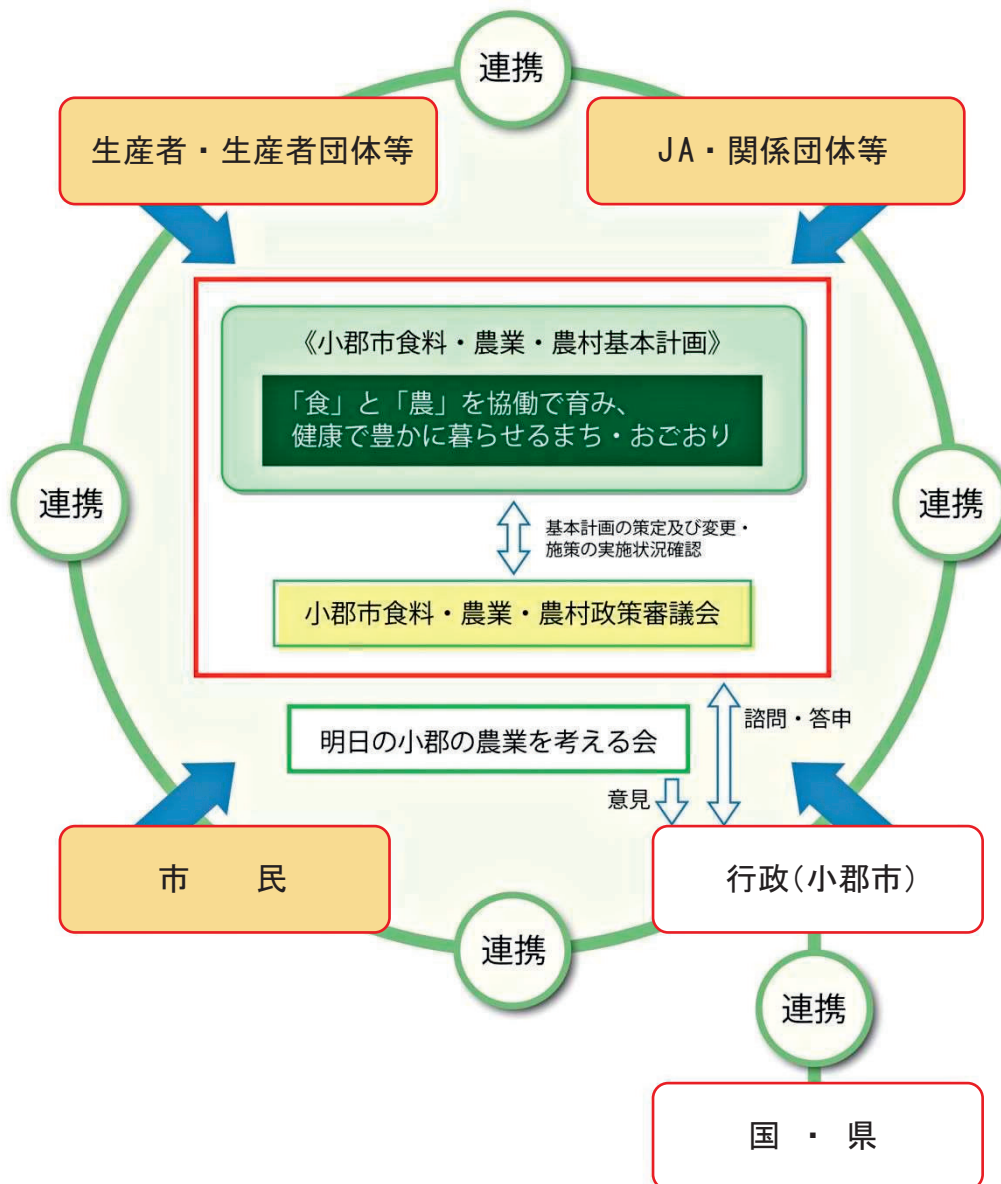 連携
生産者・生産者団体等
JA・関係団体等
《小郡市食料・農業・農村基本計画》
「食」と「農」を協働で育み、
健康で豊かに暮らせるまち・おごおり
連携
連携
基本計画の策定及び変更・
施策の実施状況確認
小郡市食料・農業・農村政策審議会
諮問・答申
明日の小郡の農業を考える会
意見
市　　民
行政(小郡市)
連携
連携
国 ・ 県